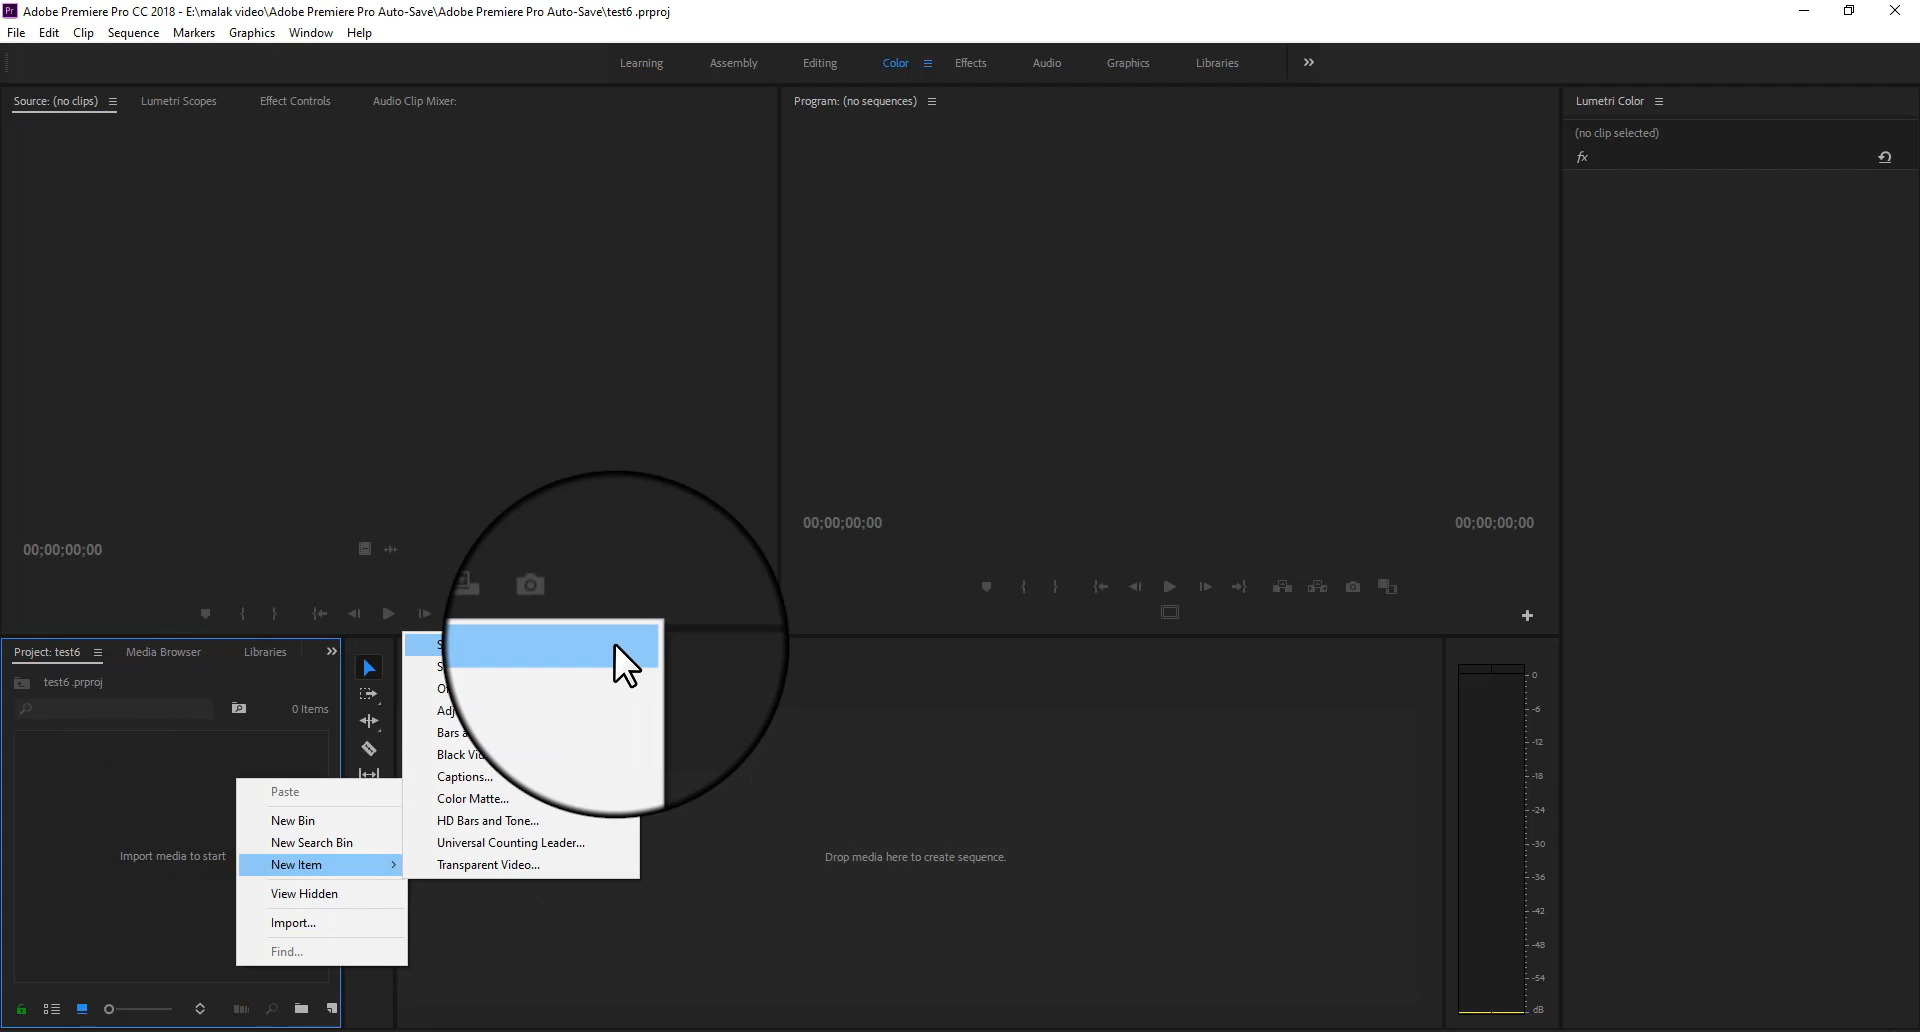 Adobe Premiere Pro CC 2018 - E:\malak video\Adobe Premiere Pro Auto-Save\Adobe Premiere Pro Auto-Save\test6 .prproj
File Edit Clip Sequence Markers Graphics Window Help
Learning Assembly Editing Color Effects Audio Graphics Libraries
Source: (no clips) Lumetri Scopes Effect Controls Audio Clip Mixer:
Program: (no sequences)
Lumetri Color
(no clip selected)
fx
00;00;00;00
00;00;00;00 00;00;00;00
Project: test6 Media Browser Libraries
test6 .prproj
0 Items
Import media to start
Paste
New Bin
New Search Bin
New Item
View Hidden
Import...
Find...
Bars
Black
Captions...
Color Matte...
HD Bars and Tone...
Universal Counting Leader...
Transparent Video...
Drop media here to create sequence.
0
-6
-12
-18
-24
-30
-36
-42
-48
-54
dB